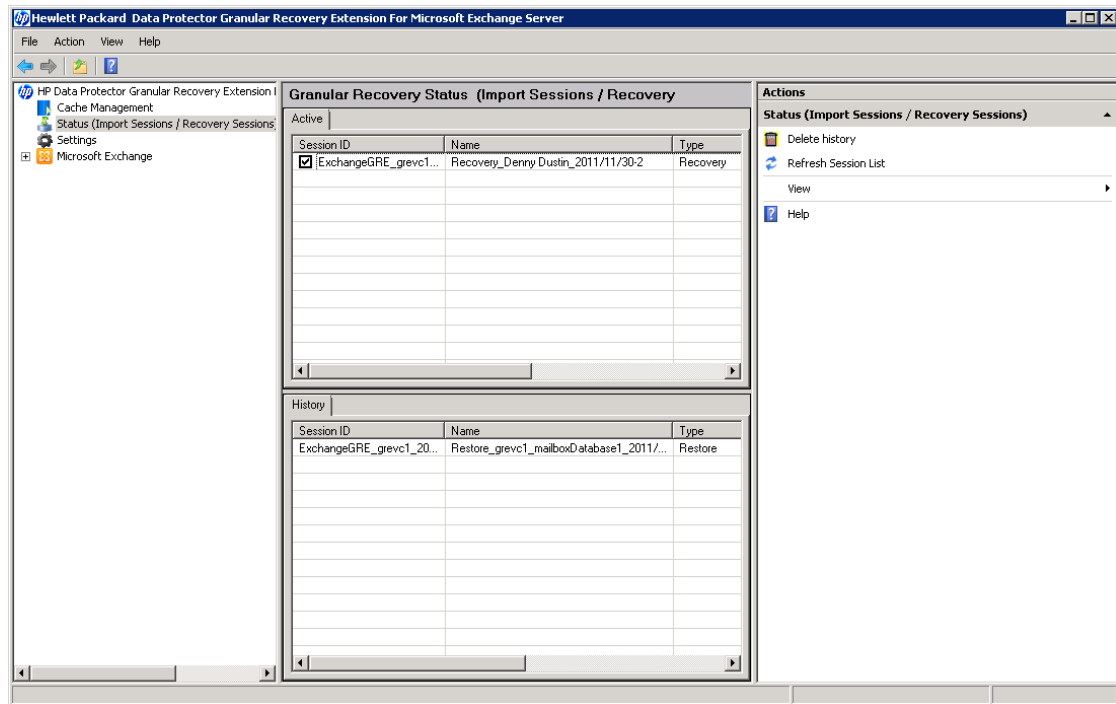 Hewlett Packard Data Protector Granular Recovery Extension For Microsoft Exchange Server
File Action View Help
HP Data Protector Granular Recovery Extension
Cache Management
Status (Import Sessions / Recovery Sessions
Settings
Microsoft Exchange
Granular Recovery Status (Import Sessions / Recovery
Active
Session ID Name Type
ExchangeGRE_grevc1... Recovery_Denny Dustin_2011/11/30-2 Recovery
History
Session ID Name Type
ExchangeGRE_grevc1_20... Restore_grevc1_mailboxDatabase1_2011/... Restore
Actions
Status (Import Sessions / Recovery Sessions)
Delete history
Refresh Session List
View
Help